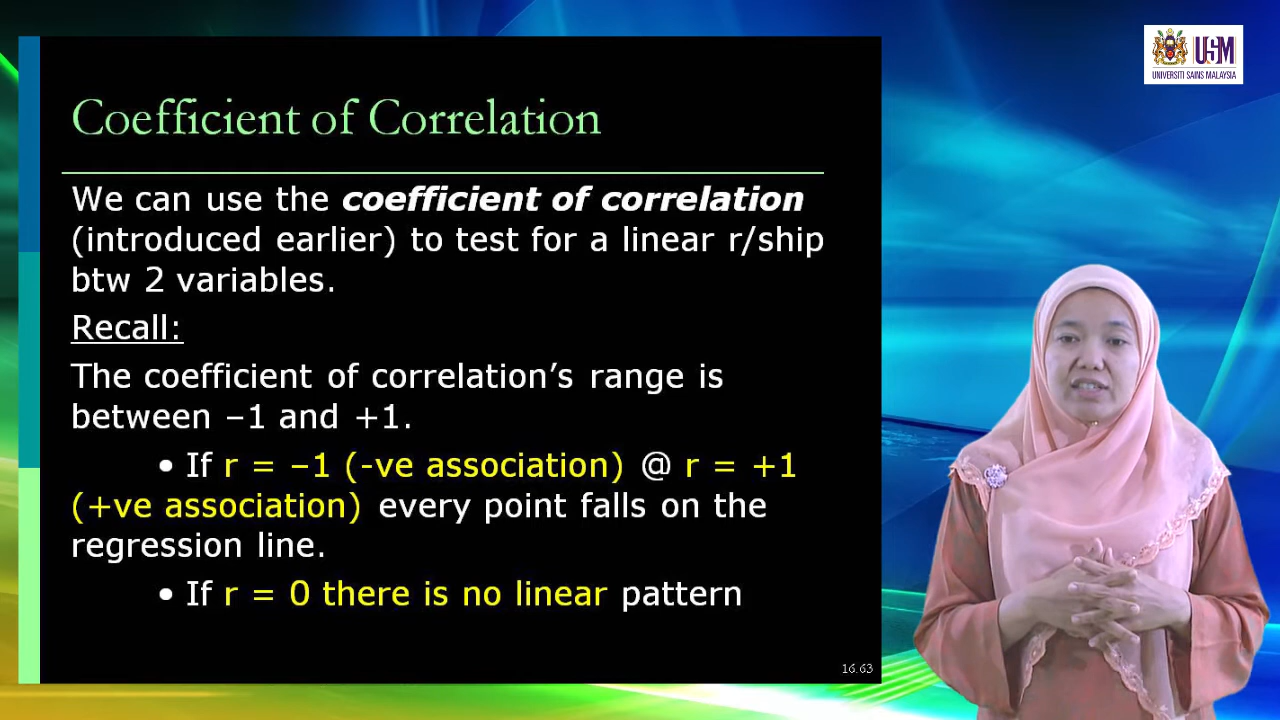 USM
UNIVERSITI SAINS MALAYSIA
Coefficient of Correlation
We can use the coefficient of correlation
(introduced earlier) to test for a linear r/ship
btw 2 variables.
Recall:
The coefficient of correlation’s range is
between –1 and +1.
• If r = –1 (-ve association) @ r = +1
(+ve association) every point falls on the
regression line.
• If r = 0 there is no linear pattern
16.63